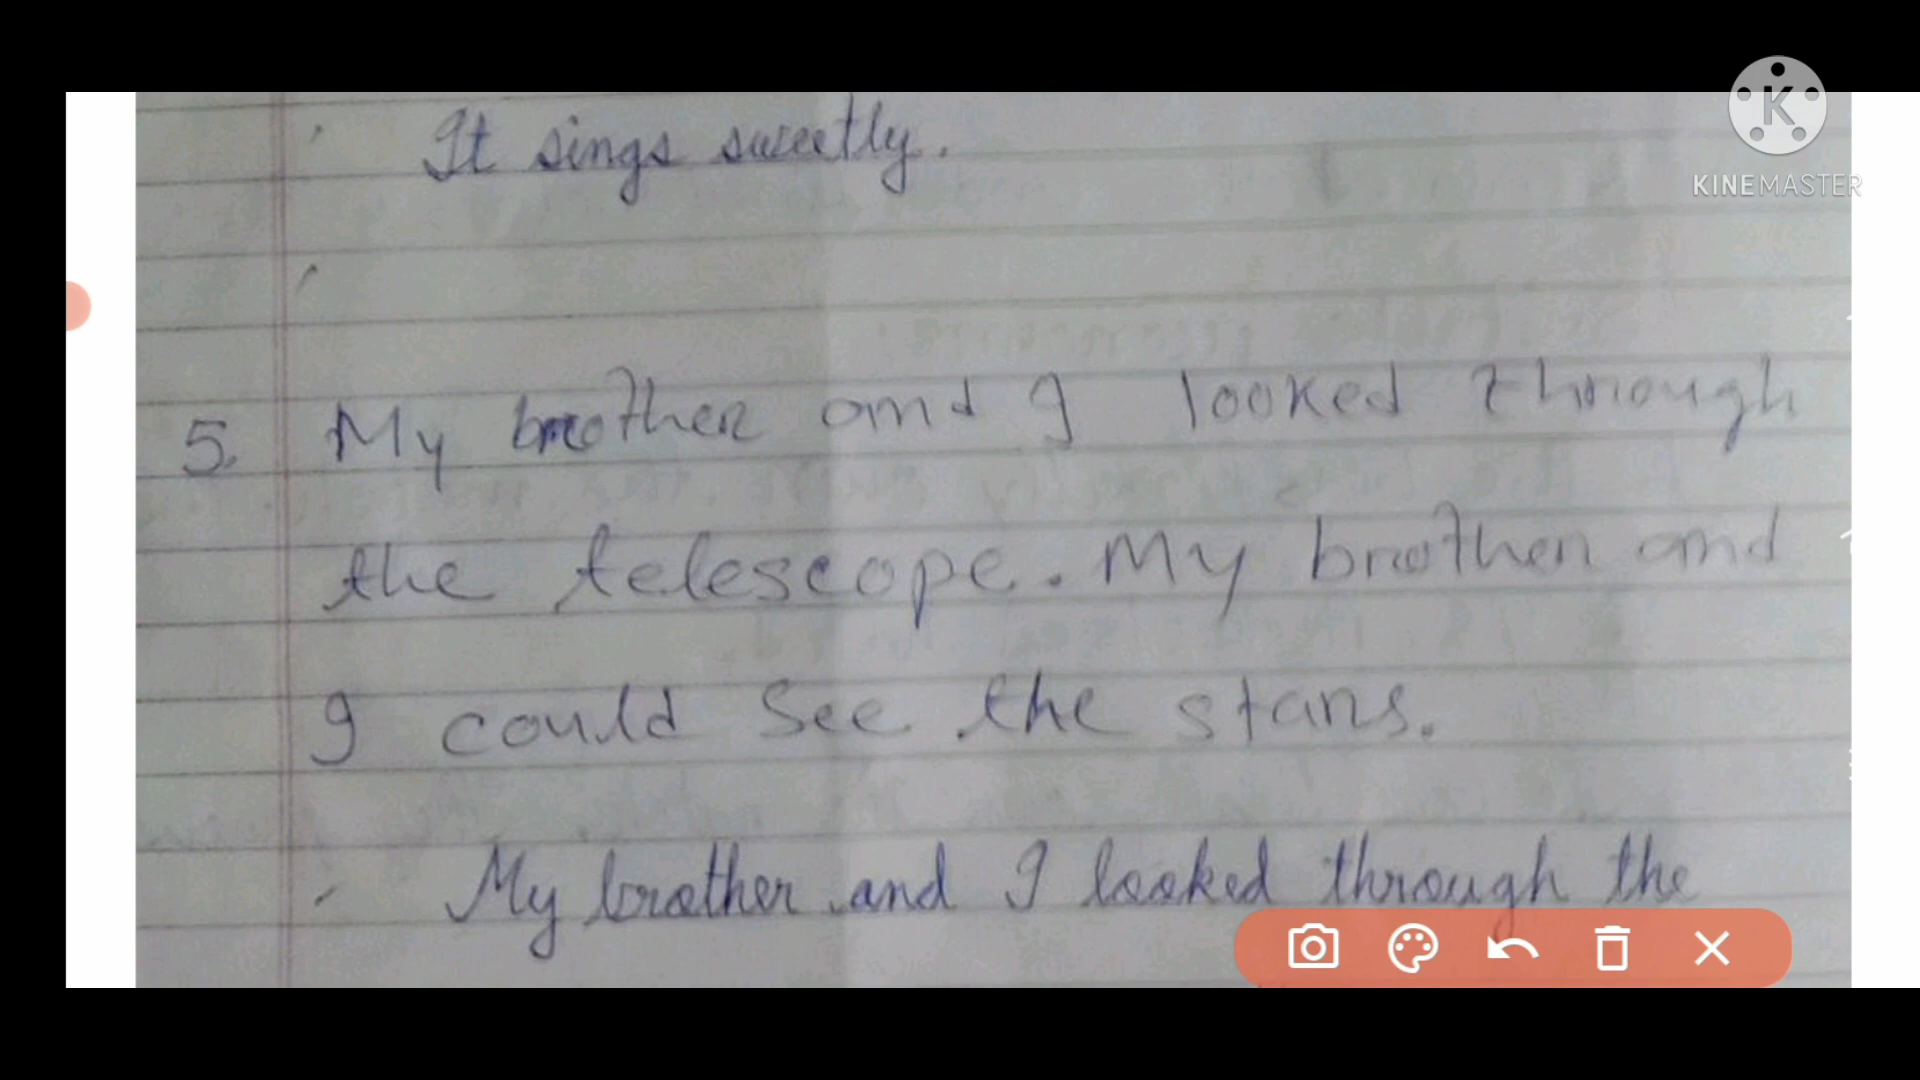 It sings sweetly.
KINEMASTER
5. My brother and I looked through
the telescope. My brother and
I could see the stars.
My brother and I looked through the